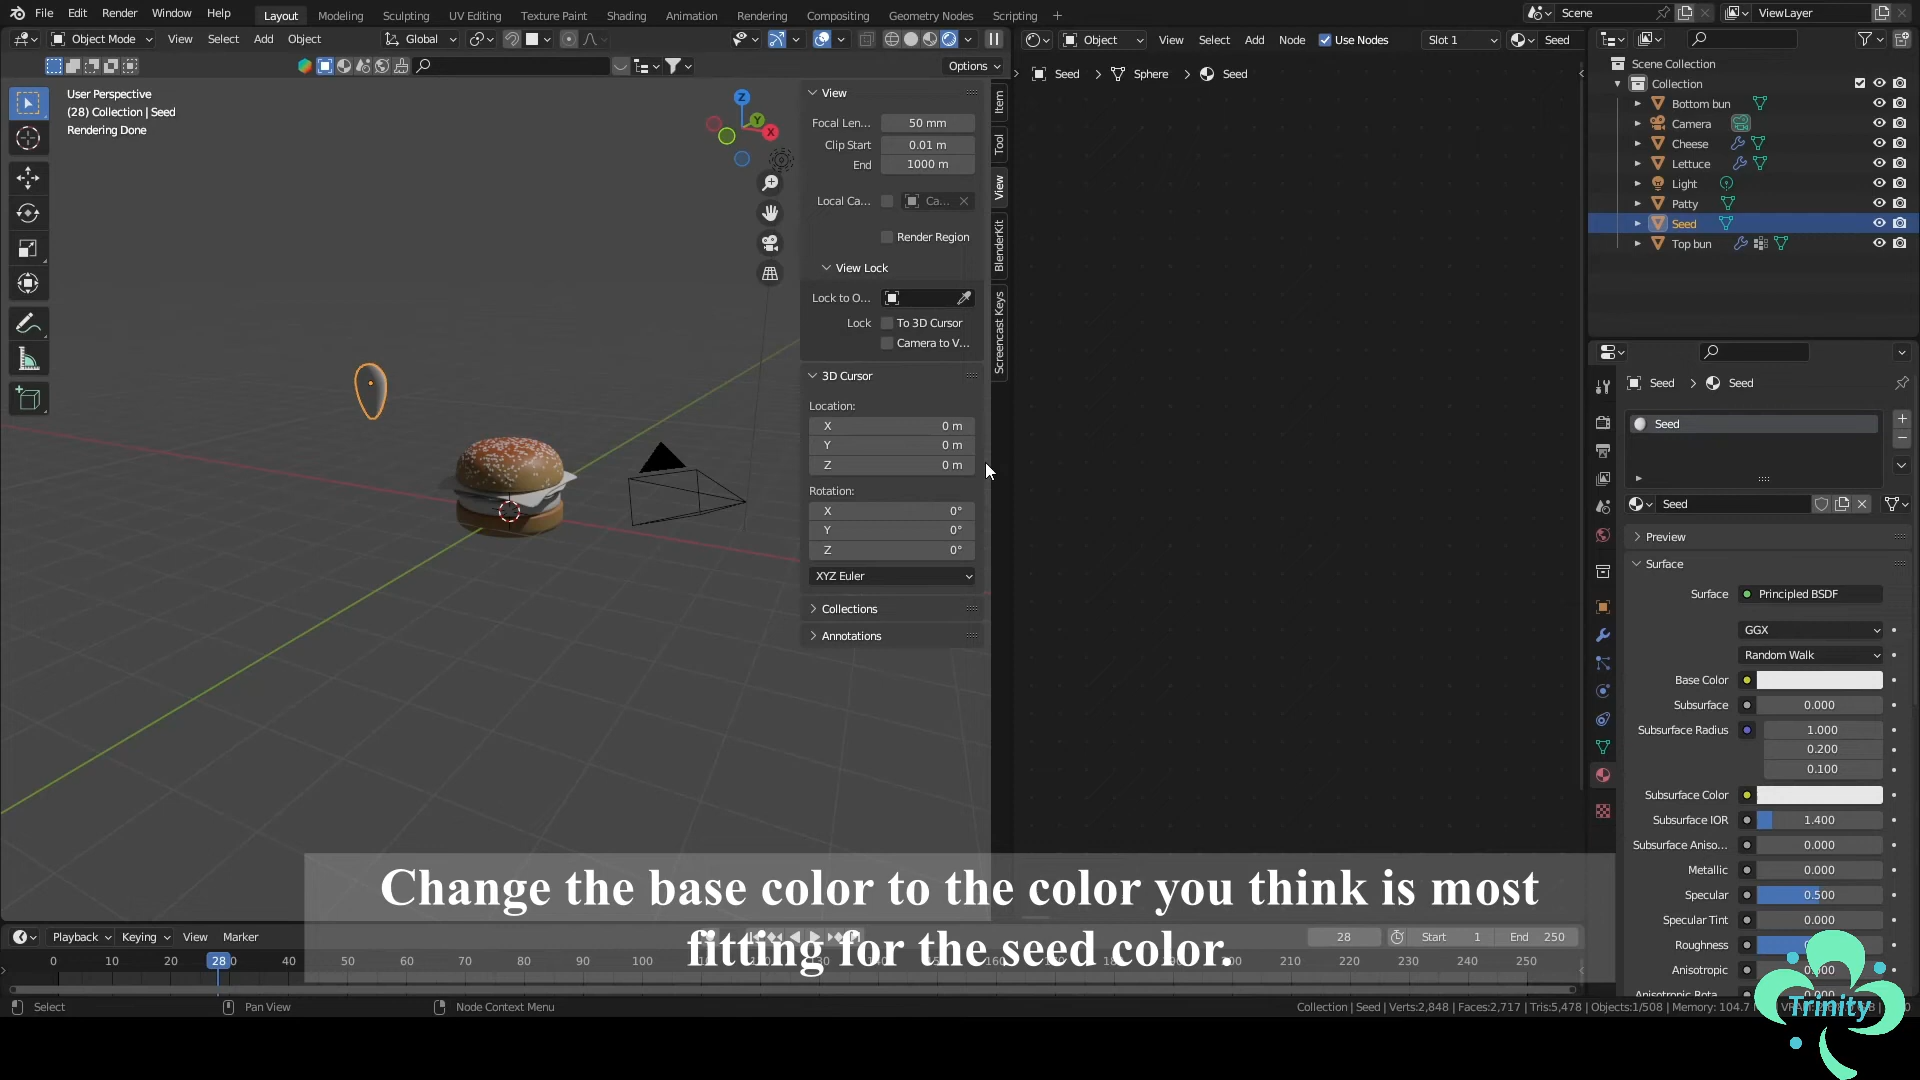 File Edit Render Window Help Layout Modeling Sculpting UV Editing Texture Paint Shading Animation Rendering Compositing Geometry Nodes Scripting + Scene ViewLayer
Object Mode View Select Add Object Global Object View Select Add Node Use Nodes Slot 1 Seed
Options
User Perspective
(28) Collection | Seed
Rendering Done
Z
Y
X
View
Focal Len... 50 mm
Clip Start 0.01 m
End 1000 m
Local Ca... Ca...
Render Region
View Lock
Lock to O...
Lock To 3D Cursor
Camera to V...
3D Cursor
Location:
X 0 m
Y 0 m
Z 0 m
Rotation:
X 0°
Y 0°
Z 0°
XYZ Euler
Collections
Annotations
Item
Tool
View
BlenderKit
Screencast Keys
Seed > Sphere > Seed
Scene Collection
Collection
Bottom bun
Camera
Cheese
Lettuce
Light
Patty
Seed
Top bun
Seed > Seed
Seed
Seed
Preview
Surface
Surface Principled BSDF
GGX
Random Walk
Base Color
Subsurface 0.000
Subsurface Radius 1.000
0.200
0.100
Subsurface Color
Subsurface IOR 1.400
Subsurface Aniso... 0.000
Metallic 0.000
Specular 0.500
Specular Tint 0.000
Roughness
Anisotropic
Anisotropic Rota...
Change the base color to the color you think is most
fitting for the seed color.
Playback Keying View Marker 28 Start 1 End 250
0 10 20 28 40 50 60 70 80 90 100 110 210 220 230 240 250
Select Pan View Node Context Menu Collection | Seed | Verts:2,848 | Faces:2,717 | Tris:5,478 | Objects:1/508 | Memory: 104.7
Trinity